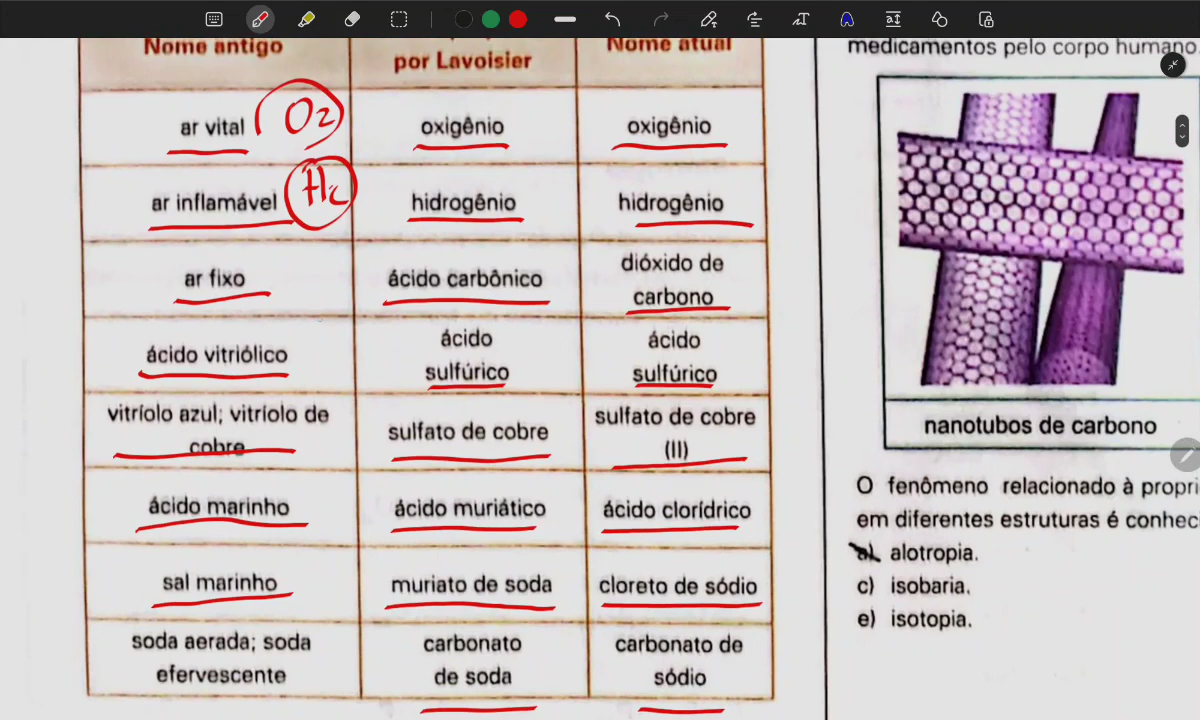 Nome antigo
por Lavoisier
Nome atual
ar vital
O2
oxigênio
oxigênio
ar inflamável
H2
hidrogênio
hidrogênio
ar fixo
ácido carbônico
dióxido de
carbono
ácido vitriólico
ácido
sulfúrico
ácido
sulfúrico
vitríolo azul; vitríolo de
cobre
sulfato de cobre
sulfato de cobre
(II)
ácido marinho
ácido muriático
ácido clorídrico
sal marinho
muriato de soda
cloreto de sódio
soda aerada; soda
efervescente
carbonato
de soda
carbonato de
sódio
medicamentos pelo corpo humano
nanotubos de carbono
O fenômeno relacionado à propri
em diferentes estruturas é conhec
a) alotropia.
c) isobaria.
e) isotopia.